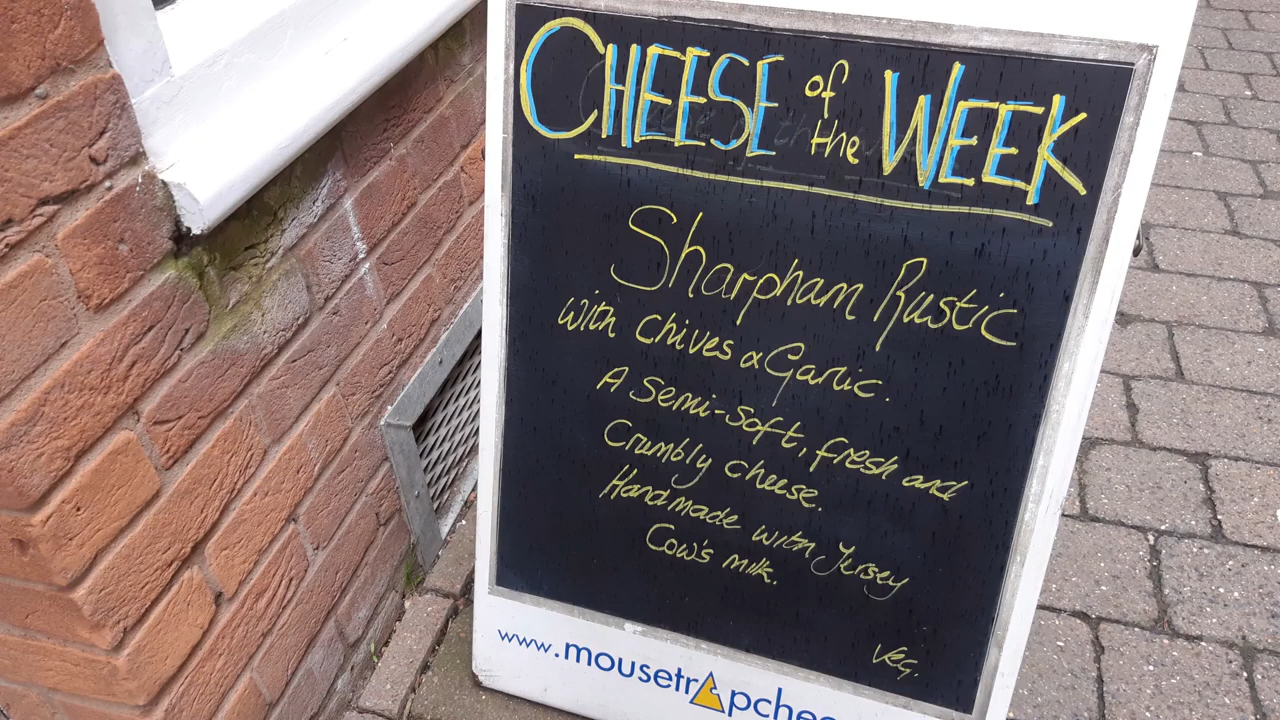 CHEESE of the WEEK
Sharpham Rustic
with Chives & Garlic.
A Semi-Soft, fresh and
Crumbly cheese.
Handmade with Jersey
Cow's Milk.
Veg.
www.mousetrapchee